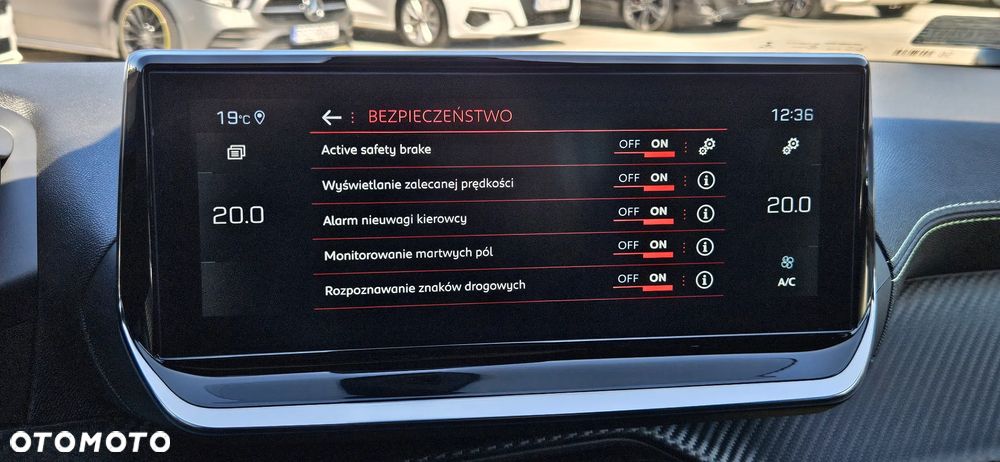 19°C
BEZPIECZEŃSTWO
12:36
Active safety brake OFF ON
Wyświetlanie zalecanej prędkości OFF ON
20.0
Alarm nieuwagi kierowcy OFF ON
20.0
Monitorowanie martwych pól OFF ON
Rozpoznawanie znaków drogowych OFF ON
A/C
OTOMOTO